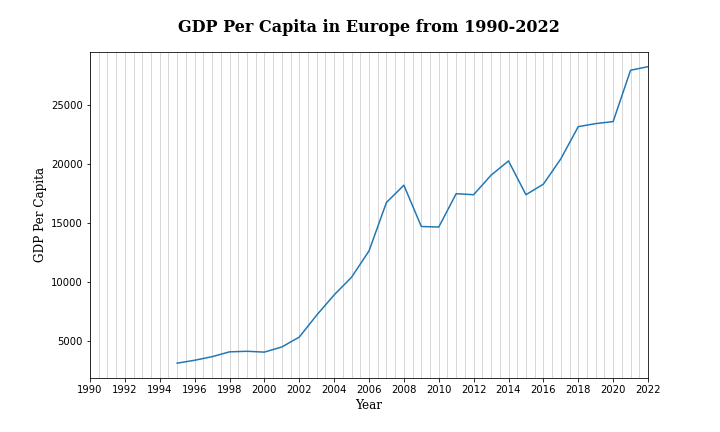 GDP Per Capita in Europe from 1990-2022
25000
20000
15000
10000
5000
GDP Per Capita
1990 1992 1994 1996 1998 2000 2002 2004 2006 2008 2010 2012 2014 2016 2018 2020 2022
Year